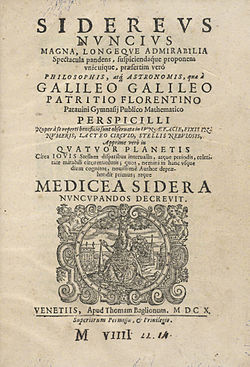 SIDEREVS
NVNCIVS
MAGNA, LONGEQVE ADMIRABILIA
Spectacula pandens, suspiciendaque proponens
vnicuique, præsertim verò
PHILOSOPHIS, atq́ ASTRONOMIS, quæ à
GALILEO GALILEO
PATRITIO FLORENTINO
Patauini Gymnasij Publico Mathematico
PERSPICILLI
Nuper à se reperti beneficio sunt obseruata in LVNÆ FACIE, FIXIS IN-
NVMERIS, LACTEO CIRCVLO, STELLIS NEBVLOSIS,
Apprime verò in
QVATVOR PLANETIS
Circa IOVIS Stellam disparibus interuallis, atque periodis, celeri-
tate mirabili circumuolutis; quos, nemini in hanc vsque
diem cognitos, nouissimè Author depræ-
hendit primus; atque
MEDICEA SIDERA
NVNCVPANDOS DECREVIT.
VENETIIS, Apud Thomam Baglionum. M DC X.
Superiorum Permissu, & Priuilegio.
M VIIII